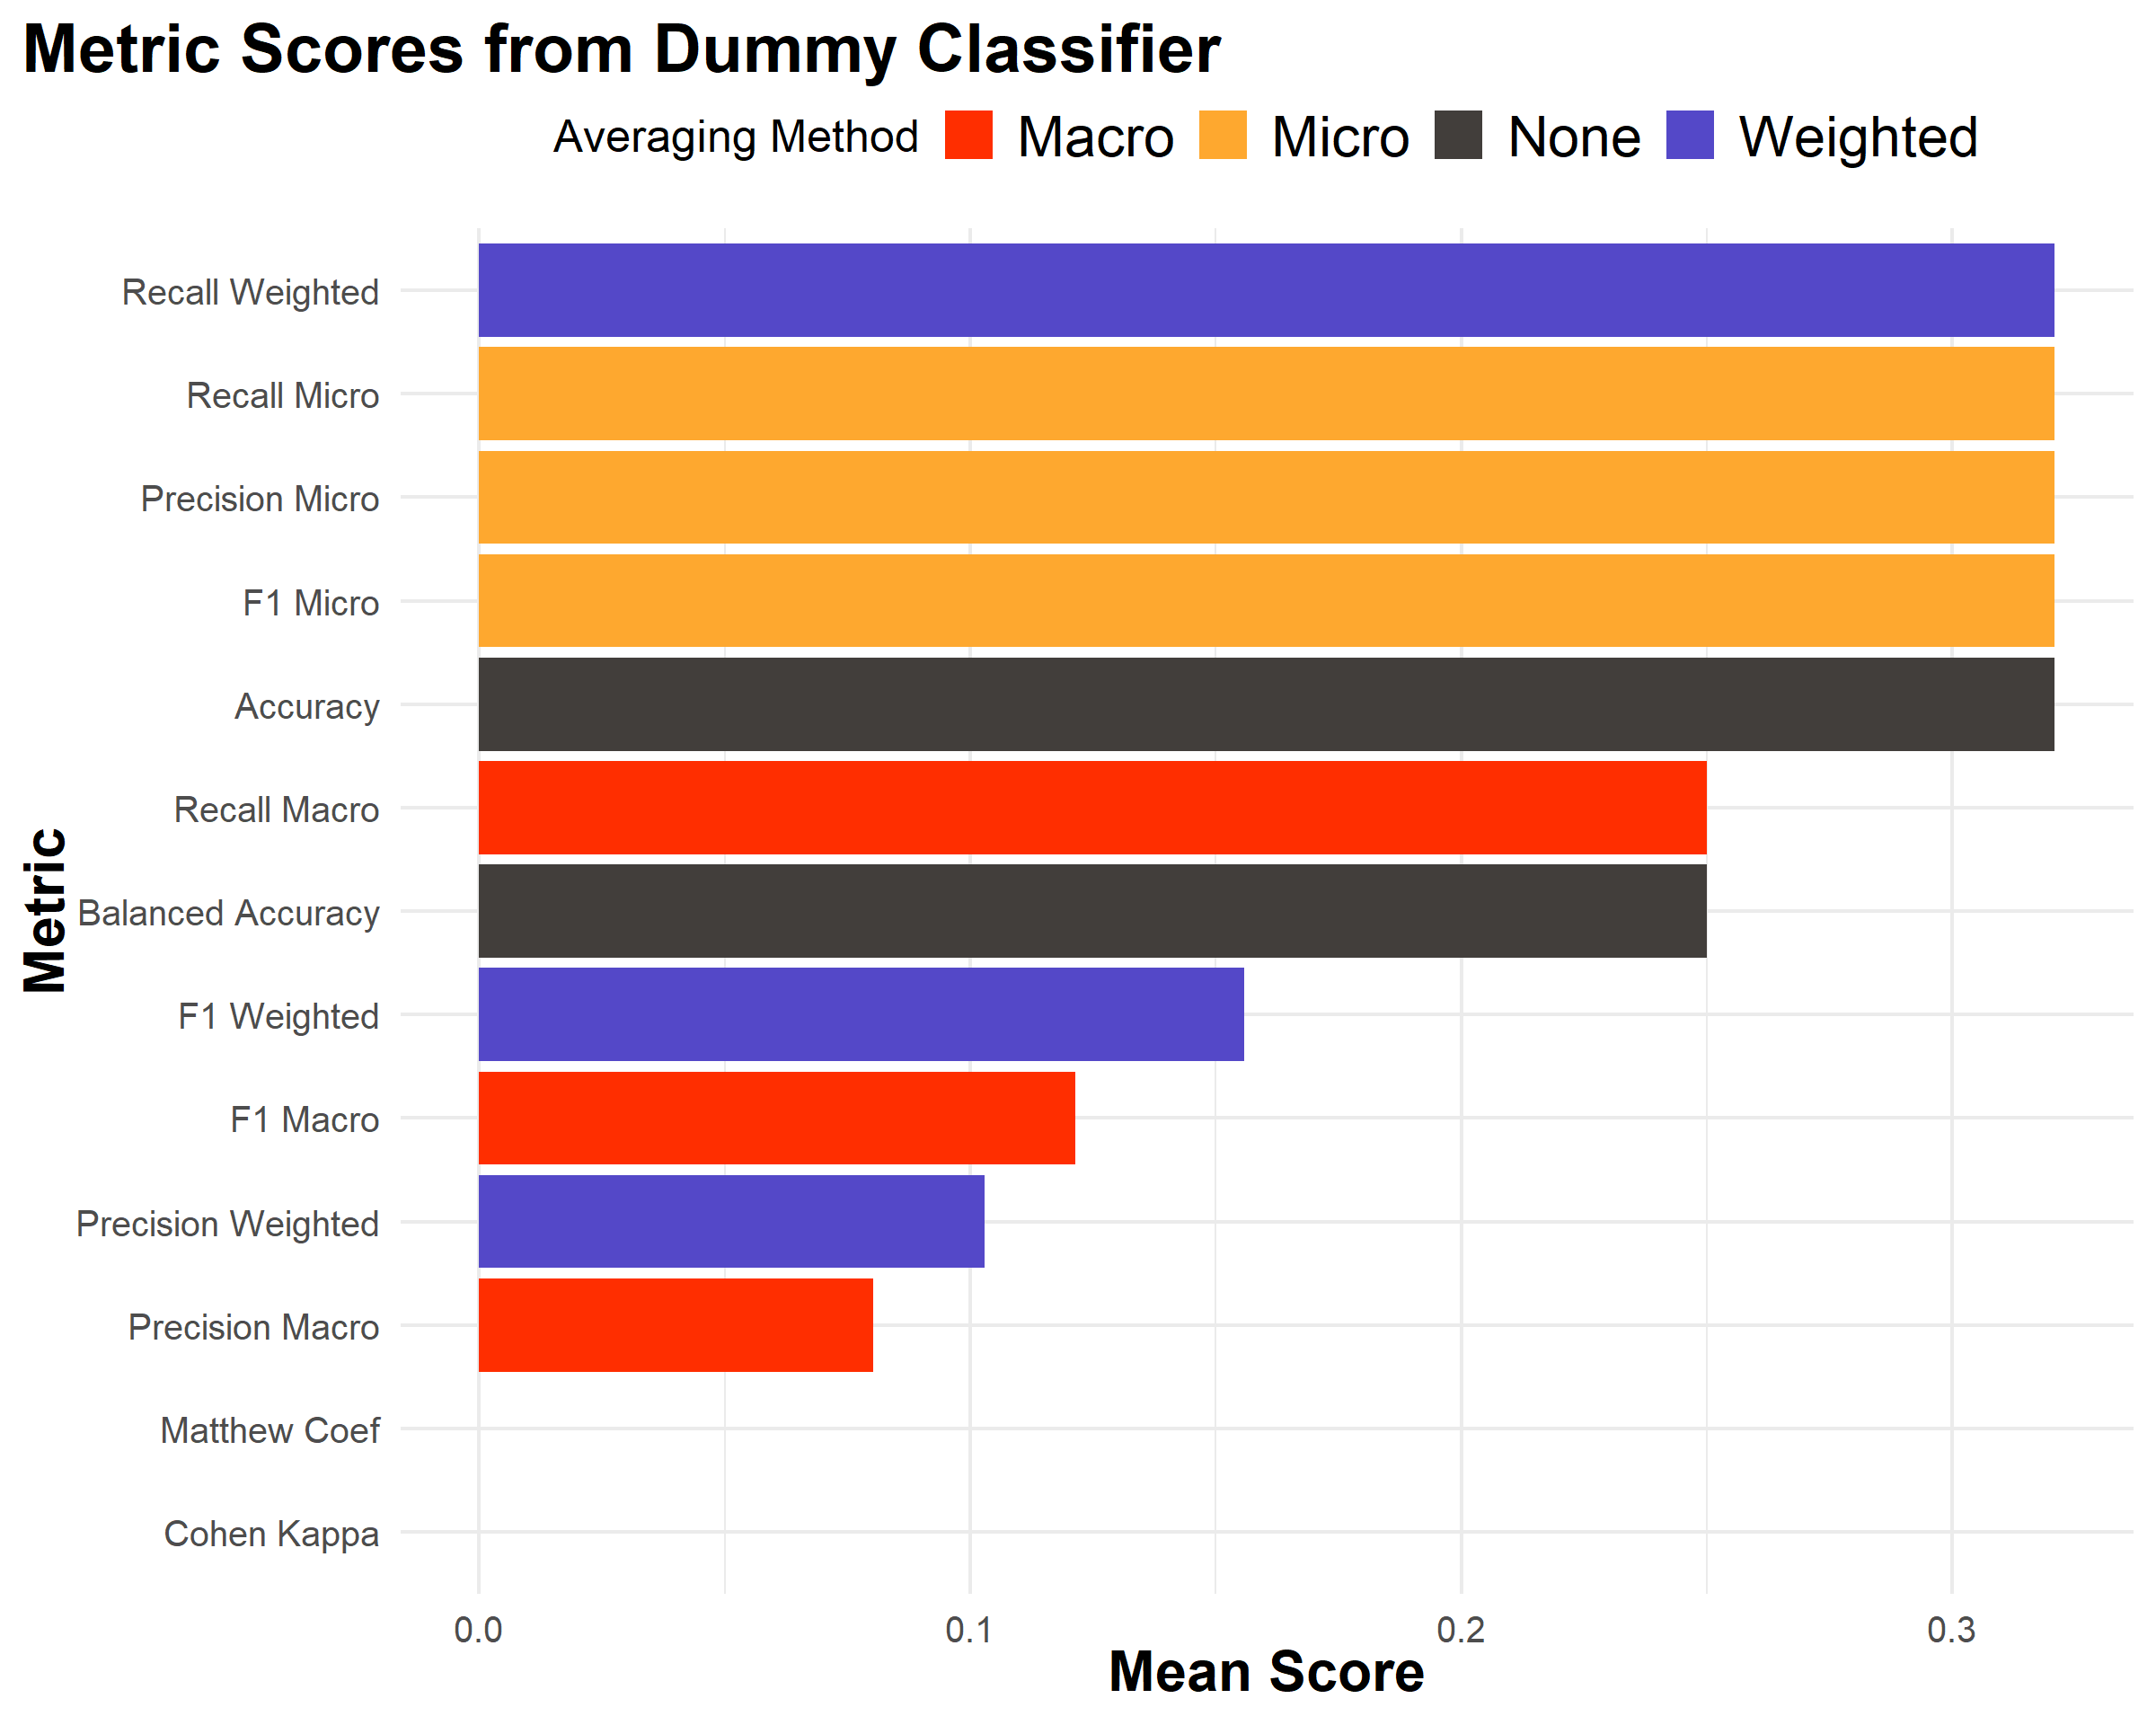 Metric Scores from Dummy Classifier
Averaging Method Macro Micro None Weighted
Recall Weighted
Recall Micro
Precision Micro
F1 Micro
Accuracy
Recall Macro
Balanced Accuracy
F1 Weighted
F1 Macro
Precision Weighted
Precision Macro
Matthew Coef
Cohen Kappa
Metric
0.0 0.1 0.2 0.3
Mean Score